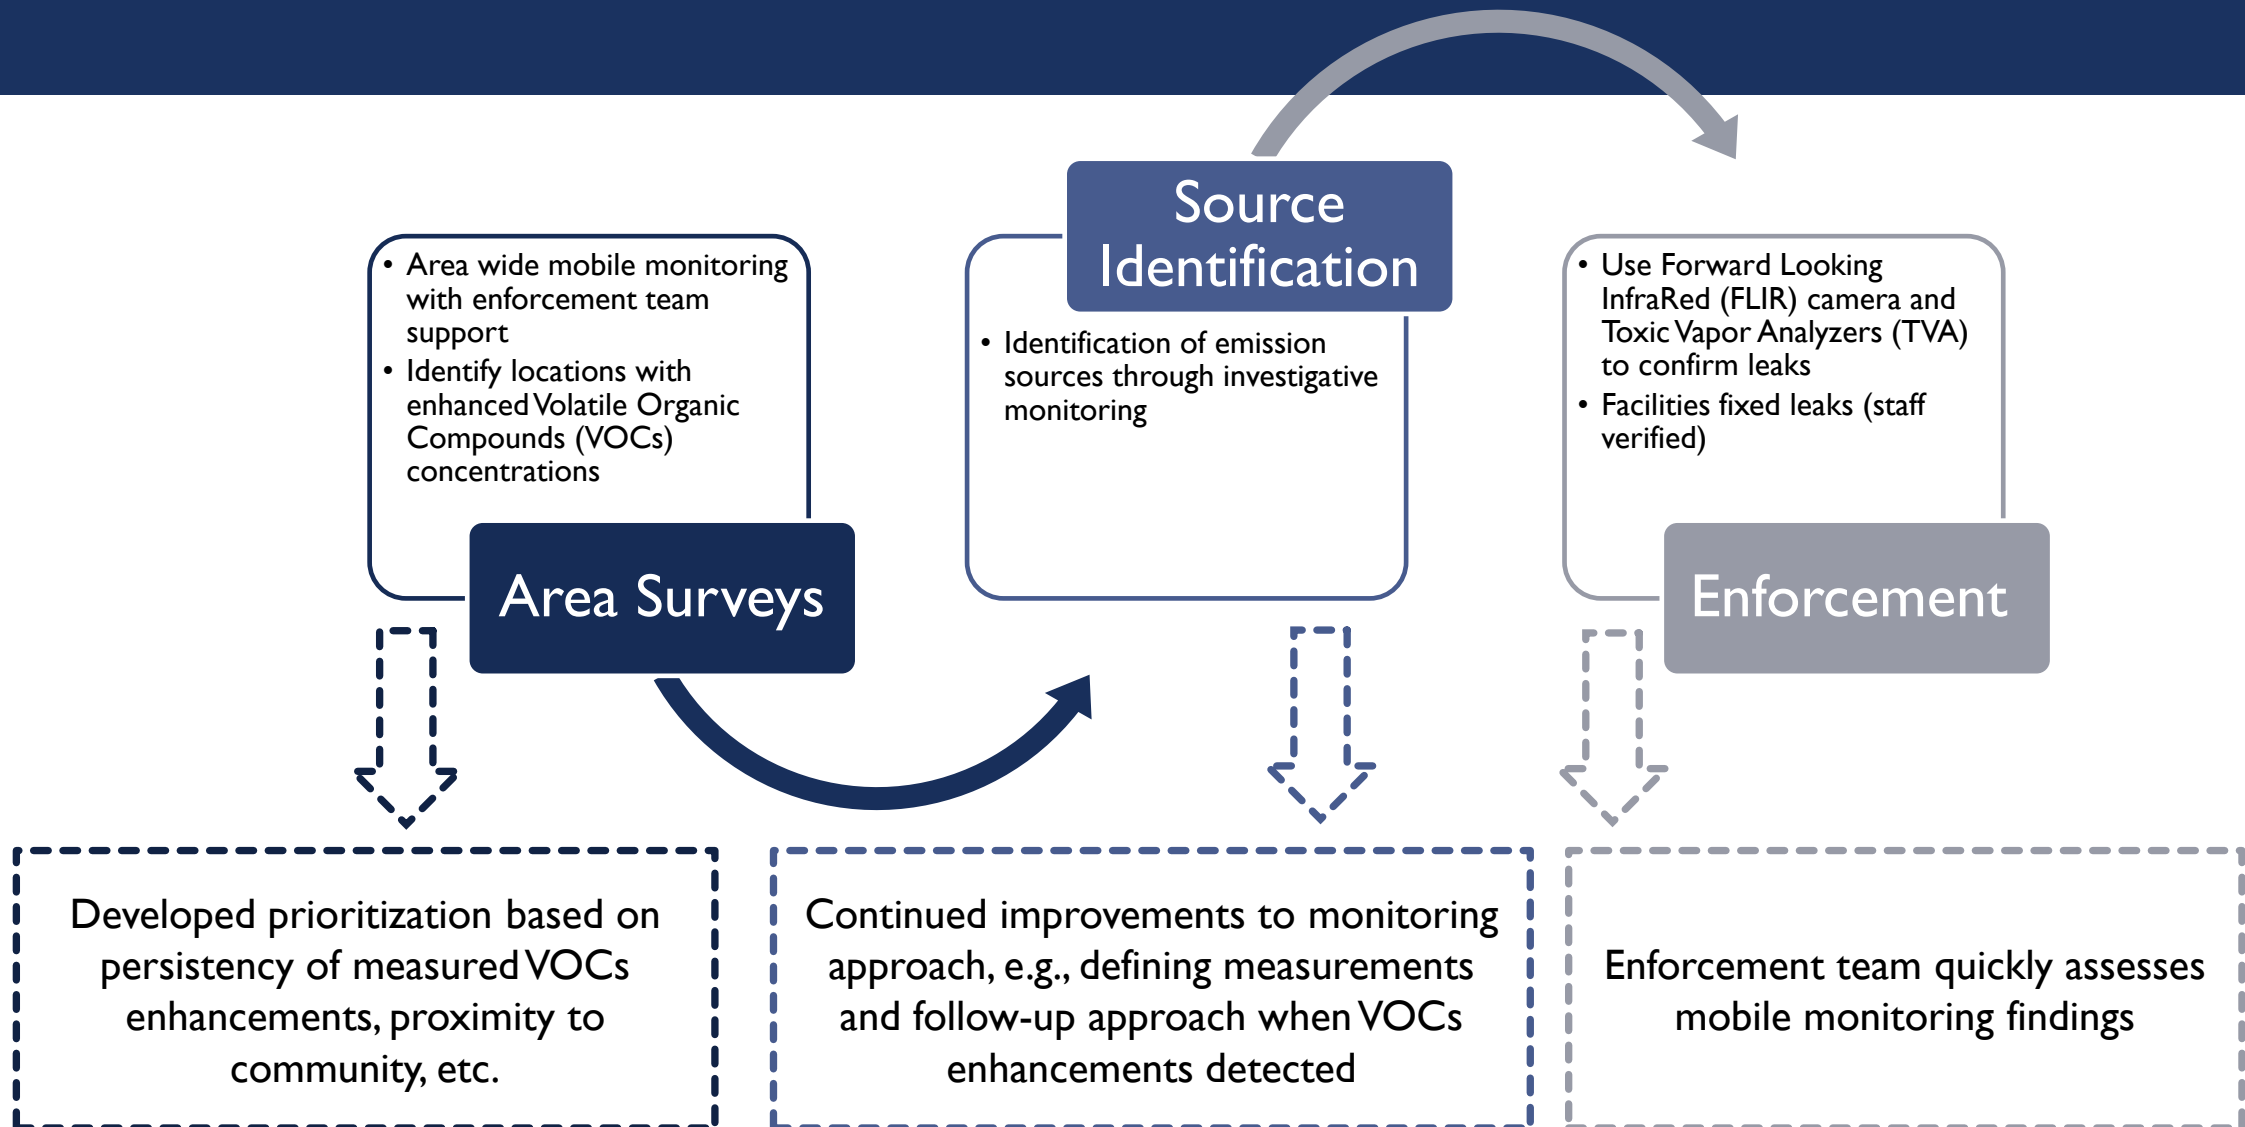 • Area wide mobile monitoring
with enforcement team
support
• Identify locations with
enhanced Volatile Organic
Compounds (VOCs)
concentrations
Area Surveys
Source
Identification
• Identification of emission
sources through investigative
monitoring
• Use Forward Looking
InfraRed (FLIR) camera and
Toxic Vapor Analyzers (TVA)
to confirm leaks
• Facilities fixed leaks (staff
verified)
Enforcement
Developed prioritization based on
persistency of measured VOCs
enhancements, proximity to
community, etc.
Continued improvements to monitoring
approach, e.g., defining measurements
and follow-up approach when VOCs
enhancements detected
Enforcement team quickly assesses
mobile monitoring findings